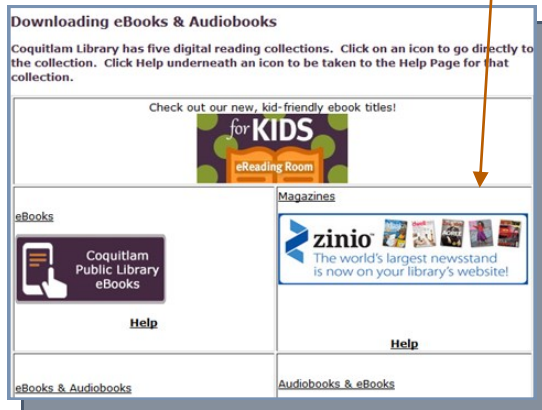 Downloading eBooks & Audiobooks
Coquitlam Library has five digital reading collections. Click on an icon to go directly to
the collection. Click Help underneath an icon to be taken to the Help Page for that
collection.
Check out our new, kid-friendly ebook titles!
for KIDS
eReading Room
eBooks
Coquitlam
Public Library
eBooks
Help
Magazines
zinio
The world's largest newsstand
is now on your library's website!
Help
eBooks & Audiobooks
Audiobooks & eBooks